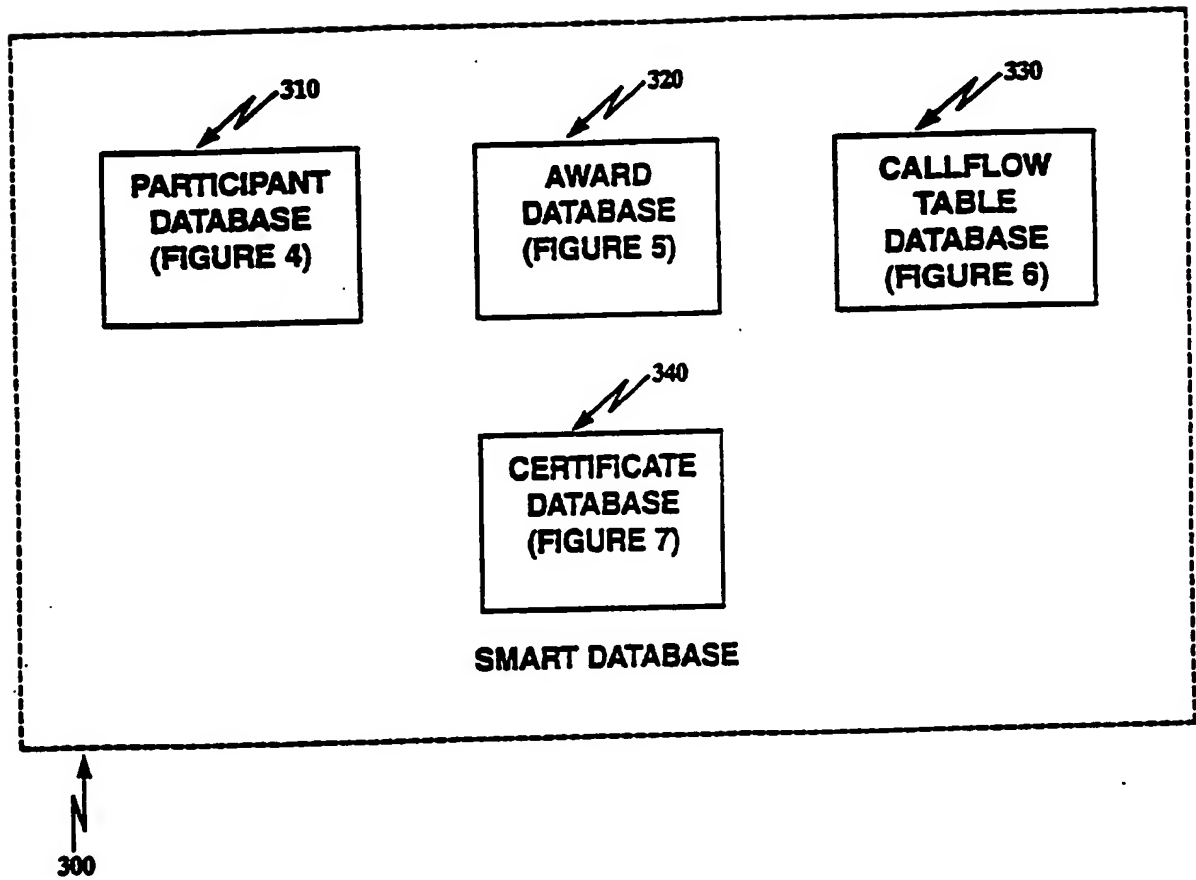 310
320
330
PARTICIPANT
DATABASE
(FIGURE 4)
AWARD
DATABASE
(FIGURE 5)
CALLFLOW
TABLE
DATABASE
(FIGURE 6)
340
CERTIFICATE
DATABASE
(FIGURE 7)
SMART DATABASE
300